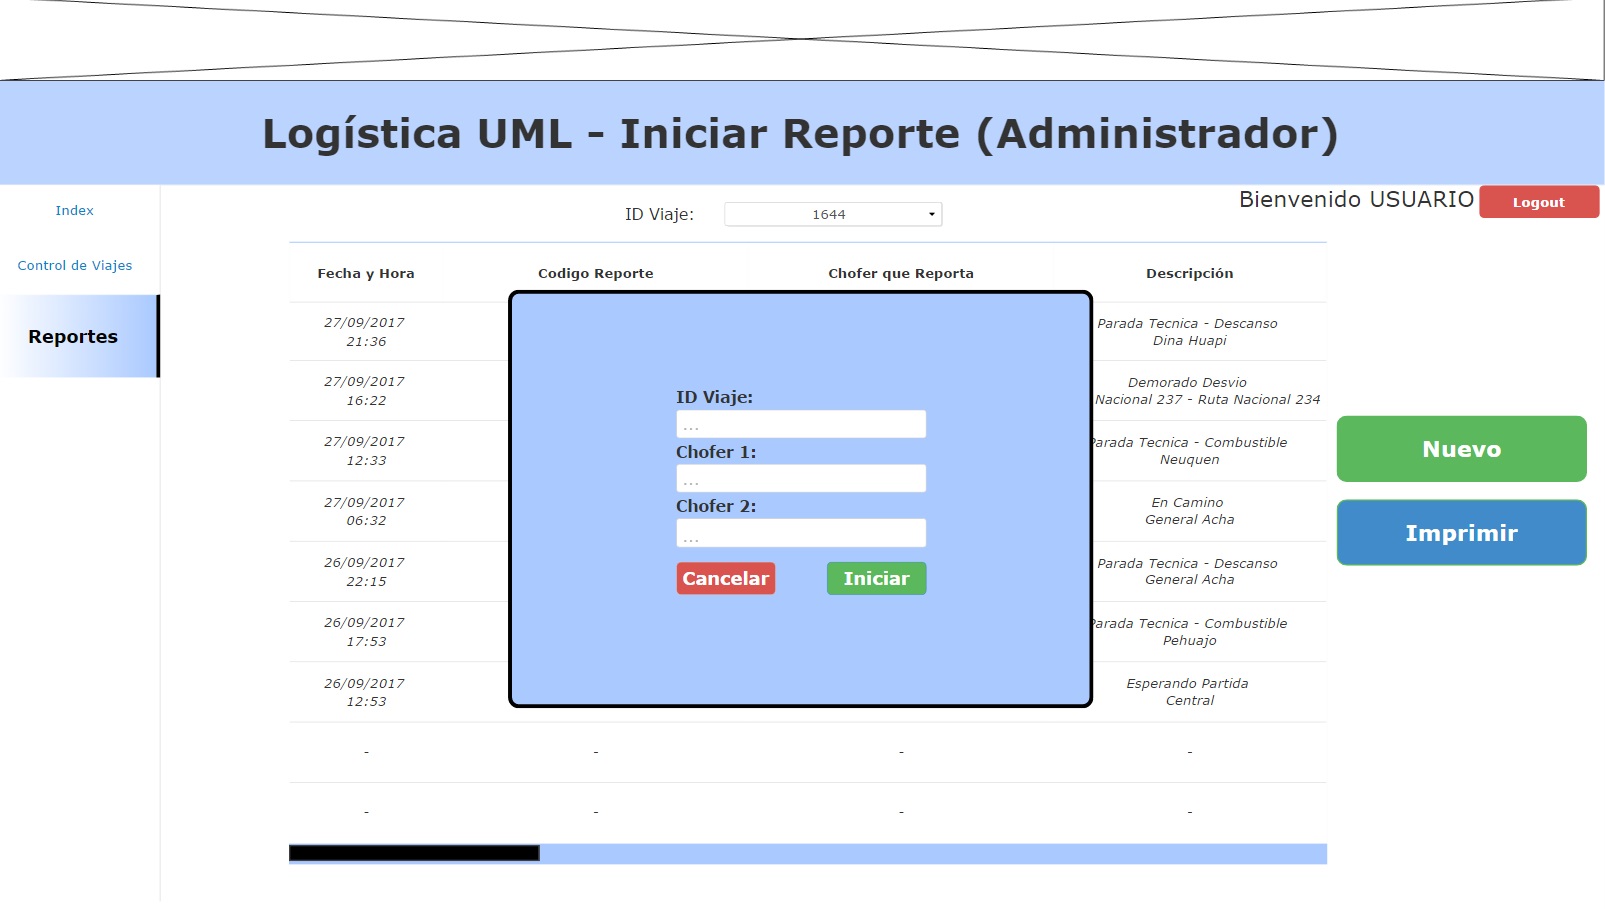 Logística UML - Iniciar Reporte (Administrador)
Bienvenido USUARIO
Logout
Index
Control de Viajes
Reportes
ID Viaje:
1644
Fecha y Hora
Codigo Reporte
Chofer que Reporta
Descripción
27/09/2017
21:36
Parada Tecnica - Descanso
Dina Huapi
27/09/2017
16:22
Demorado Desvio
Nacional 237 - Ruta Nacional 234
27/09/2017
12:33
Parada Tecnica - Combustible
Neuquen
27/09/2017
06:32
En Camino
General Acha
26/09/2017
22:15
Parada Tecnica - Descanso
General Acha
26/09/2017
17:53
Parada Tecnica - Combustible
Pehuajo
26/09/2017
12:53
Esperando Partida
Central
- - - -
- - - -
ID Viaje:
...
Chofer 1:
...
Chofer 2:
...
Cancelar
Iniciar
Nuevo
Imprimir